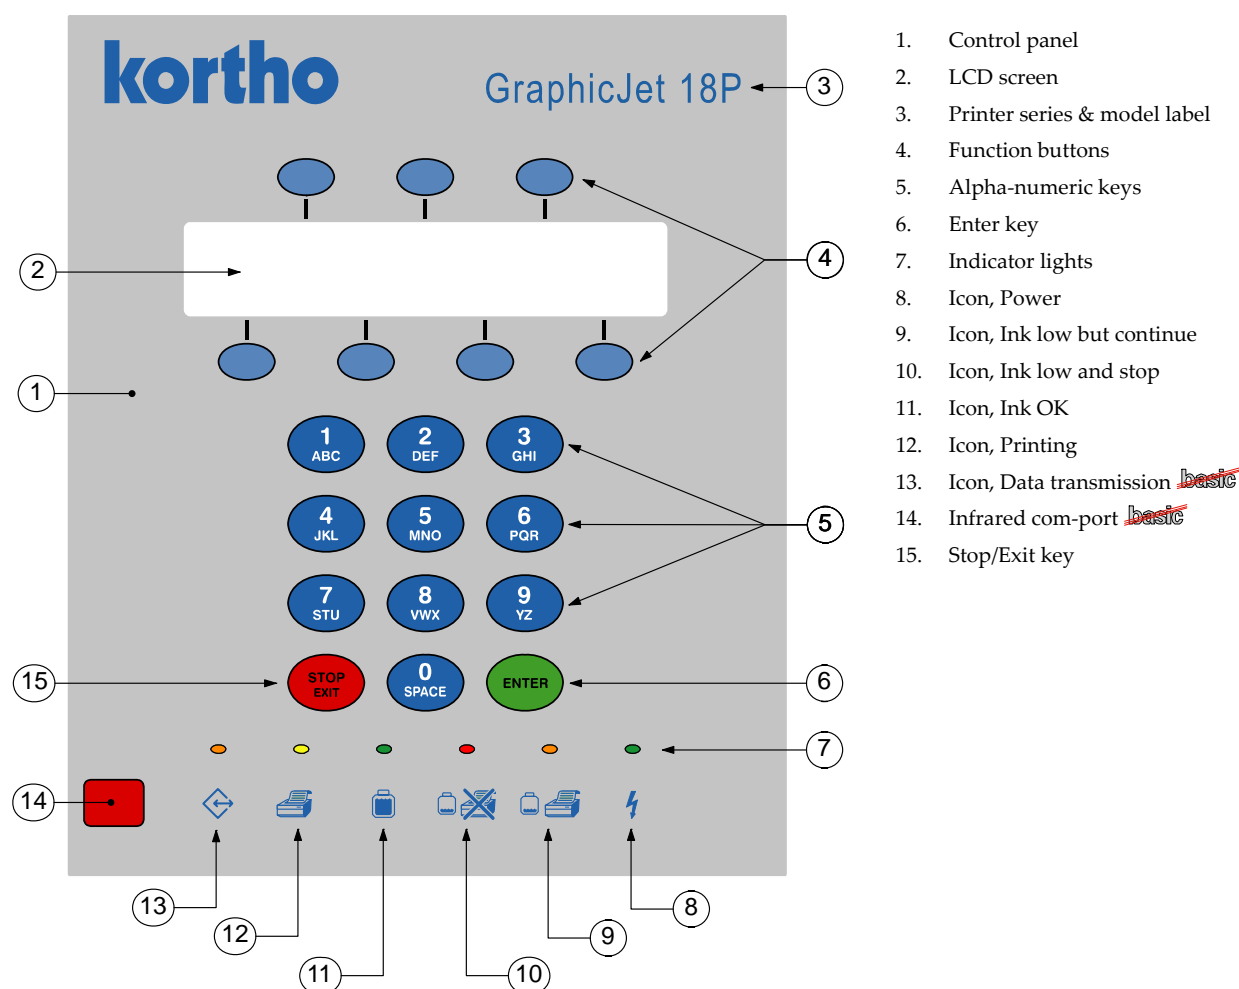 kortho
GraphicJet 18P
3
2
4
1
1
ABC
2
DEF
3
GHI
4
JKL
5
MNO
6
PQR
5
7
STU
8
VWX
9
YZ
15
STOP
EXIT
0
SPACE
ENTER
6
7
14
13
12
11
10
9
8
1. Control panel
2. LCD screen
3. Printer series & model label
4. Function buttons
5. Alpha-numeric keys
6. Enter key
7. Indicator lights
8. Icon, Power
9. Icon, Ink low but continue
10. Icon, Ink low and stop
11. Icon, Ink OK
12. Icon, Printing
13. Icon, Data transmission basic
14. Infrared com-port basic
15. Stop/Exit key